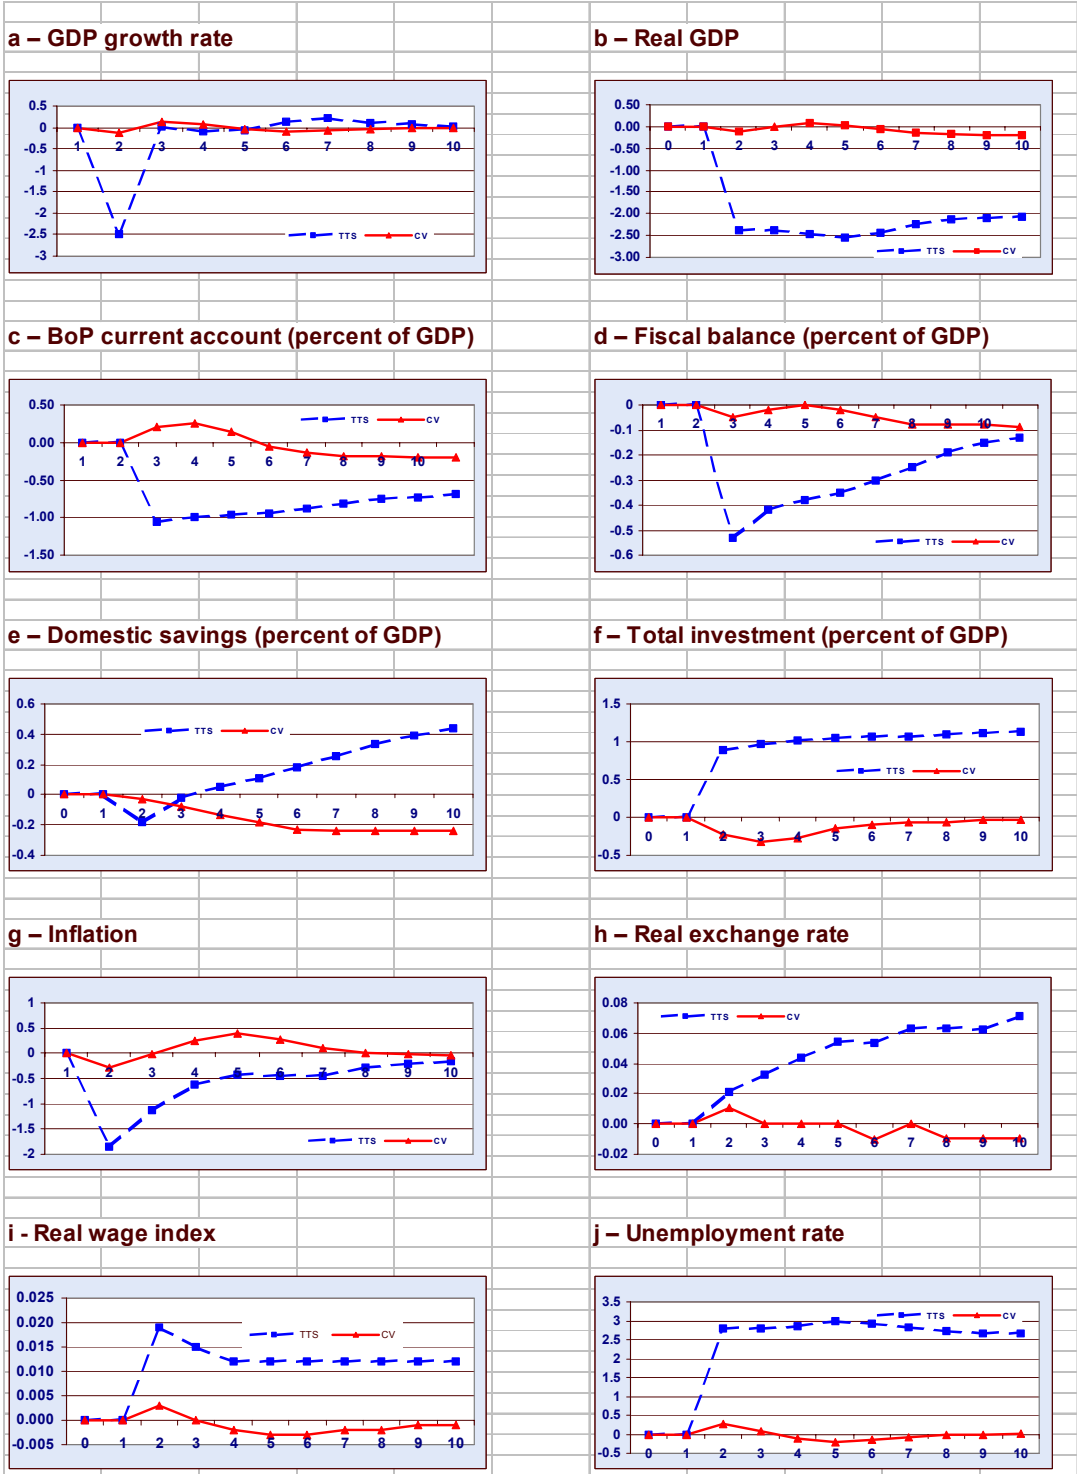 a – GDP growth rate
b – Real GDP
0.5
0
-0.5
-1
-1.5
-2
-2.5
-3
1 2 3 4 5 6 7 8 9 10
TTS CV
0.50
0.00
-0.50
-1.00
-1.50
-2.00
-2.50
-3.00
0 1 2 3 4 5 6 7 8 9 10
TTS CV
c – BoP current account (percent of GDP)
d – Fiscal balance (percent of GDP)
0.50
0.00
-0.50
-1.00
-1.50
1 2 3 4 5 6 7 8 9 10
TTS CV
0
-0.1
-0.2
-0.3
-0.4
-0.5
-0.6
1 2 3 4 5 6 7 8 9 10
TTS CV
e – Domestic savings (percent of GDP)
f – Total investment (percent of GDP)
0.6
0.4
0.2
0
-0.2
-0.4
0 1 2 3 4 5 6 7 8 9 10
TTS CV
1.5
1
0.5
0
-0.5
0 1 2 3 4 5 6 7 8 9 10
TTS CV
g – Inflation
h – Real exchange rate
1
0.5
0
-0.5
-1
-1.5
-2
1 2 3 4 5 6 7 8 9 10
TTS CV
0.08
0.06
0.04
0.02
0.00
-0.02
0 1 2 3 4 5 6 7 8 9 10
TTS CV
i - Real wage index
j – Unemployment rate
0.025
0.020
0.015
0.010
0.005
0.000
-0.005
0 1 2 3 4 5 6 7 8 9 10
TTS CV
3.5
3
2.5
2
1.5
1
0.5
0
-0.5
0 1 2 3 4 5 6 7 8 9 10
TTS CV